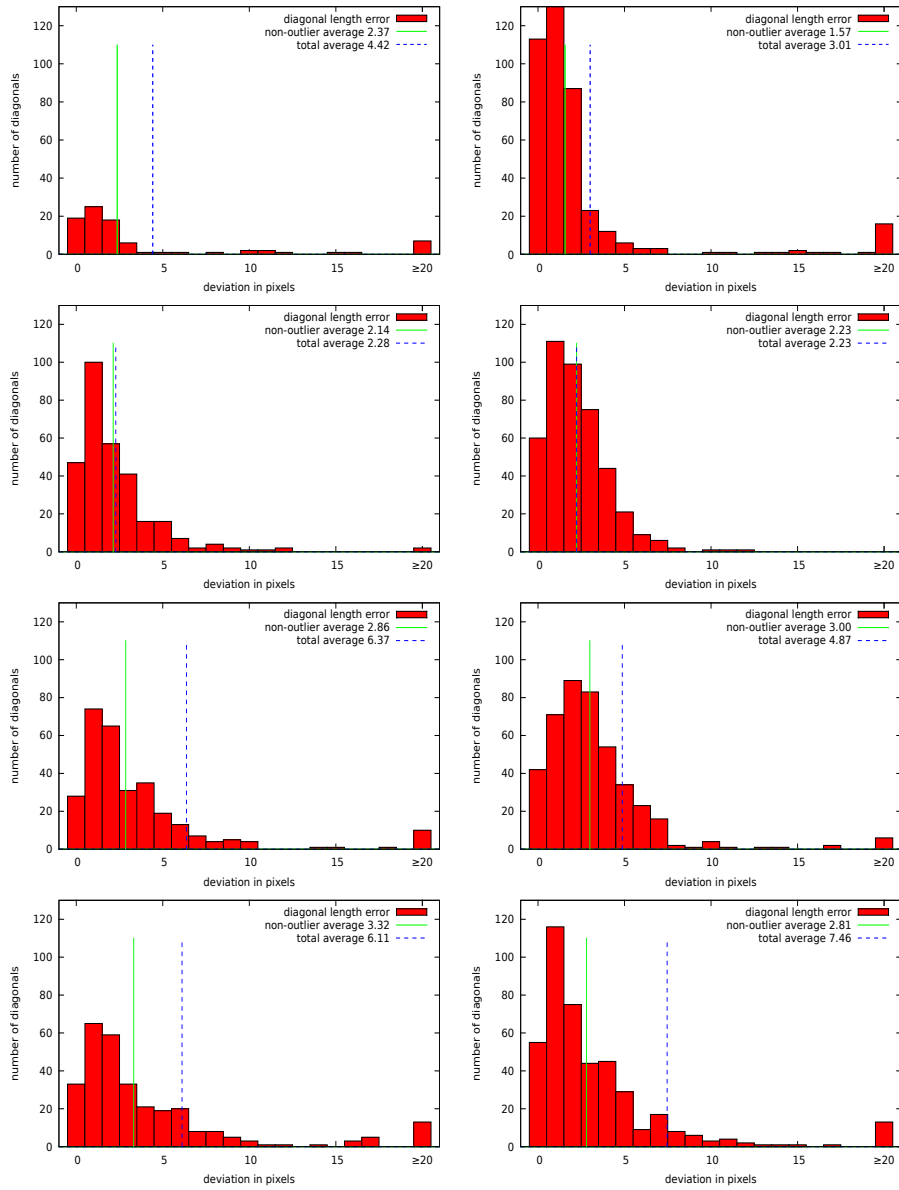 diagonal length error
non-outlier average 2.37
total average 4.42
120
100
80
60
40
20
0
number of diagonals
0 5 10 15 ≥20
deviation in pixels
diagonal length error
non-outlier average 1.57
total average 3.01
120
100
80
60
40
20
0
number of diagonals
0 5 10 15 ≥20
deviation in pixels
diagonal length error
non-outlier average 2.14
total average 2.28
120
100
80
60
40
20
0
number of diagonals
0 5 10 15 ≥20
deviation in pixels
diagonal length error
non-outlier average 2.23
total average 2.23
120
100
80
60
40
20
0
number of diagonals
0 5 10 15 ≥20
deviation in pixels
diagonal length error
non-outlier average 2.86
total average 6.37
120
100
80
60
40
20
0
number of diagonals
0 5 10 15 ≥20
deviation in pixels
diagonal length error
non-outlier average 3.00
total average 4.87
120
100
80
60
40
20
0
number of diagonals
0 5 10 15 ≥20
deviation in pixels
diagonal length error
non-outlier average 3.32
total average 6.11
120
100
80
60
40
20
0
number of diagonals
0 5 10 15 ≥20
deviation in pixels
diagonal length error
non-outlier average 2.81
total average 7.46
120
100
80
60
40
20
0
number of diagonals
0 5 10 15 ≥20
deviation in pixels